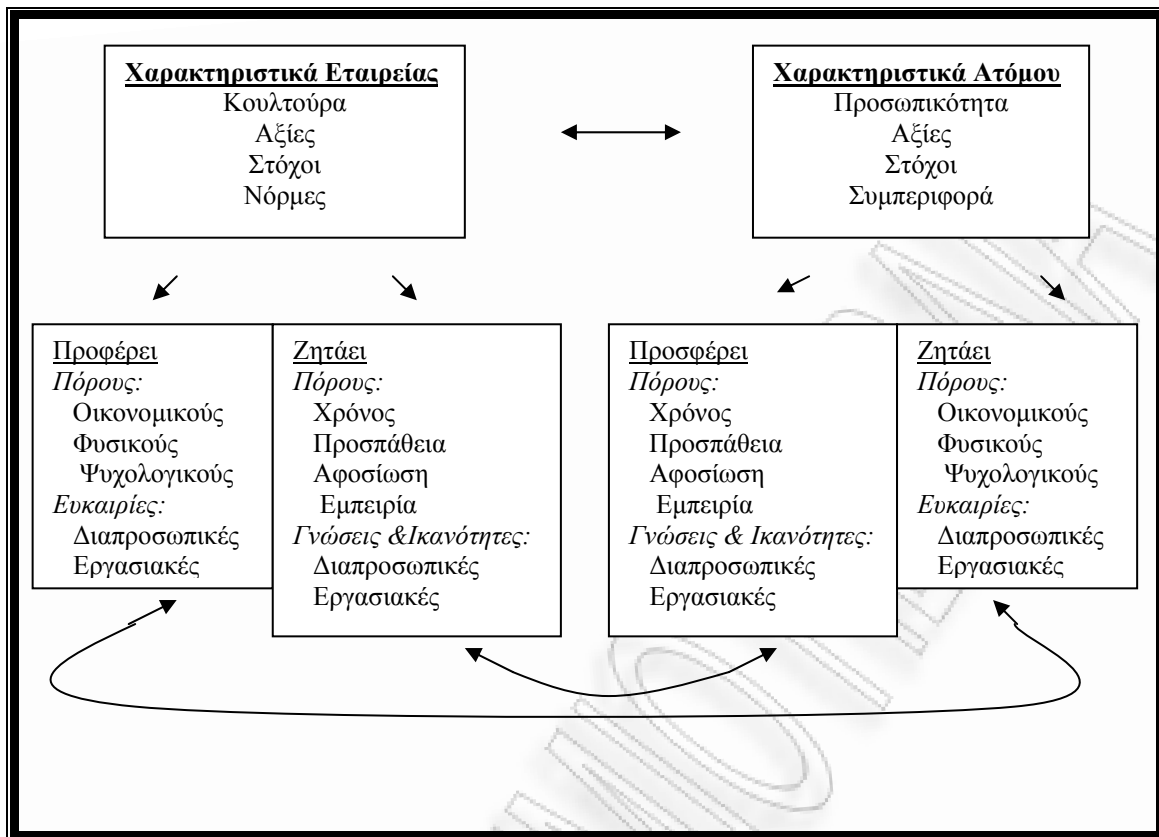 Χαρακτηριστικά Εταιρείας
Κουλτούρα
Αξίες
Στόχοι
Νόρμες
Χαρακτηριστικά Ατόμου
Προσωπικότητα
Αξίες
Στόχοι
Συμπεριφορά
Προφέρει
Πόρους:
Οικονομικούς
Φυσικούς
Ψυχολογικούς
Ευκαιρίες:
Διαπροσωπικές
Εργασιακές
Ζητάει
Πόρους:
Χρόνος
Προσπάθεια
Αφοσίωση
Εμπειρία
Γνώσεις &Ικανότητες:
Διαπροσωπικές
Εργασιακές
Προσφέρει
Πόρους:
Χρόνος
Προσπάθεια
Αφοσίωση
Εμπειρία
Γνώσεις & Ικανότητες:
Διαπροσωπικές
Εργασιακές
Ζητάει
Πόρους:
Οικονομικούς
Φυσικούς
Ψυχολογικούς
Ευκαιρίες:
Διαπροσωπικές
Εργασιακές